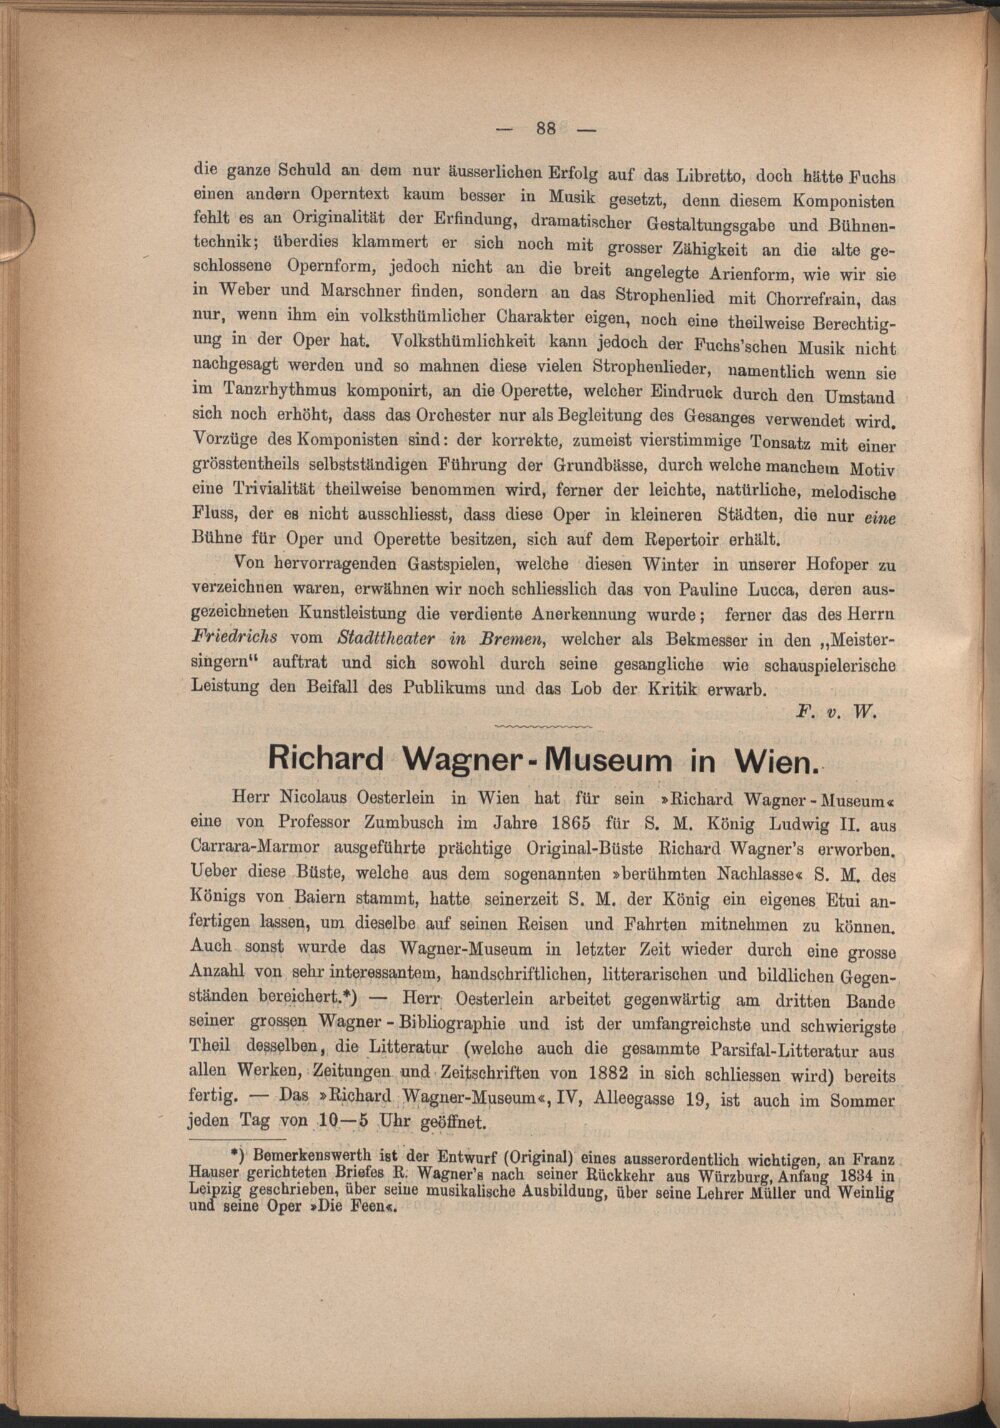 — 88 —
die ganze Schuld an dem nur äusserlichen Erfolg auf das Libretto, doch hätte Fuchs
einen andern Operntext kaum besser in Musik gesetzt, denn diesem Komponisten
fehlt es an Originalität der Erfindung, dramatischer Gestaltungsgabe und Bühnen-
technik; überdies klammert er sich noch mit grosser Zähigkeit an die alte ge-
schlossene Opernform, jedoch nicht an die breit angelegte Arienform, wie wir sie
in Weber und Marschner finden, sondern an das Strophenlied mit Chorrefrain, das
nur, wenn ihm ein volksthümlicher Charakter eigen, noch eine theilweise Berechtig-
ung in der Oper hat. Volksthümlichkeit kann jedoch der Fuchs'schen Musik nicht
nachgesagt werden und so mahnen diese vielen Strophenlieder, namentlich wenn sie
im Tanzrhythmus komponirt, an die Operette, welcher Eindruck durch den Umstand
sich noch erhöht, dass das Orchester nur als Begleitung des Gesanges verwendet wird.
Vorzüge des Komponisten sind: der korrekte, zumeist vierstimmige Tonsatz mit einer
grösstentheils selbstständigen Führung der Grundbässe, durch welche manchem Motiv
eine Trivialität theilweise benommen wird, ferner der leichte, natürliche, melodische
Fluss, der es nicht ausschliesst, dass diese Oper in kleineren Städten, die nur eine
Bühne für Oper und Operette besitzen, sich auf dem Repertoir erhält.
Von hervorragenden Gastspielen, welche diesen Winter in unserer Hofoper zu
verzeichnen waren, erwähnen wir noch schliesslich das von Pauline Lucca, deren aus-
gezeichneten Kunstleistung die verdiente Anerkennung wurde; ferner das des Herrn
Friedrichs vom Stadttheater in Bremen, welcher als Bekmesser in den „Meister-
singern“ auftrat und sich sowohl durch seine gesangliche wie schauspielerische
Leistung den Beifall des Publikums und das Lob der Kritik erwarb.
F. v. W.
Richard Wagner-Museum in Wien.
Herr Nicolaus Oesterlein in Wien hat für sein »Richard Wagner-Museum«
eine von Professor Zumbusch im Jahre 1865 für S. M. König Ludwig II. aus
Carrara-Marmor ausgeführte prächtige Original-Büste Richard Wagner's erworben.
Ueber diese Büste, welche aus dem sogenannten »berühmten Nachlasse« S. M. des
Königs von Baiern stammt, hatte seinerzeit S. M. der König ein eigenes Etui an-
fertigen lassen, um dieselbe auf seinen Reisen und Fahrten mitnehmen zu können.
Auch sonst wurde das Wagner-Museum in letzter Zeit wieder durch eine grosse
Anzahl von sehr interessantem, handschriftlichen, litterarischen und bildlichen Gegen-
ständen bereichert.*) — Herr Oesterlein arbeitet gegenwärtig am dritten Bande
seiner grossen Wagner-Bibliographie und ist der umfangreichste und schwierigste
Theil desselben, die Litteratur (welche auch die gesammte Parsifal-Litteratur aus
allen Werken, Zeitungen und Zeitschriften von 1882 in sich schliessen wird) bereits
fertig. — Das »Richard Wagner-Museum«, IV, Alleegasse 19, ist auch im Sommer
jeden Tag von 10—5 Uhr geöffnet.
*) Bemerkenswerth ist der Entwurf (Original) eines ausserordentlich wichtigen, an Franz
Hauser gerichteten Briefes R. Wagner's nach seiner Rückkehr aus Würzburg, Anfang 1834 in
Leipzig geschrieben, über seine musikalische Ausbildung, über seine Lehrer Müller und Weinlig
und seine Oper »Die Feen«.